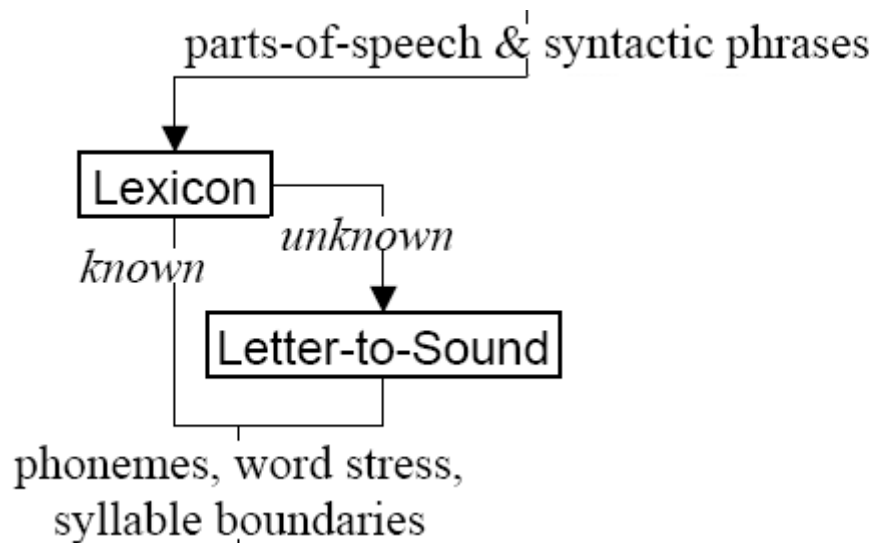 parts-of-speech & syntactic phrases
Lexicon
unknown
known
Letter-to-Sound
phonemes, word stress,
syllable boundaries